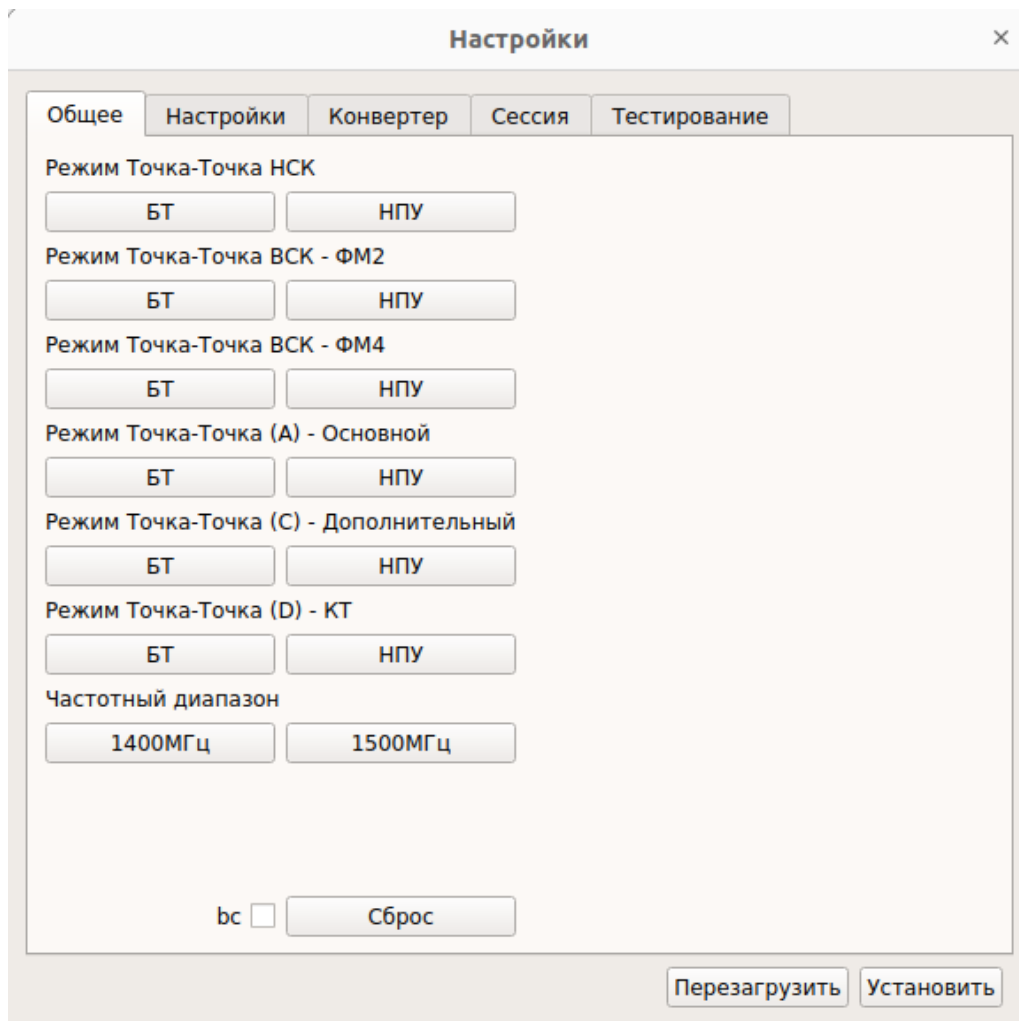 Настройки ×
Общее Настройки Конвертер Сессия Тестирование
Режим Точка-Точка НСК
БТ НПУ
Режим Точка-Точка ВСК - ФМ2
БТ НПУ
Режим Точка-Точка ВСК - ФМ4
БТ НПУ
Режим Точка-Точка (A) - Основной
БТ НПУ
Режим Точка-Точка (C) - Дополнительный
БТ НПУ
Режим Точка-Точка (D) - КТ
БТ НПУ
Частотный диапазон
1400МГц 1500МГц
bc Сброс
Перезагрузить Установить